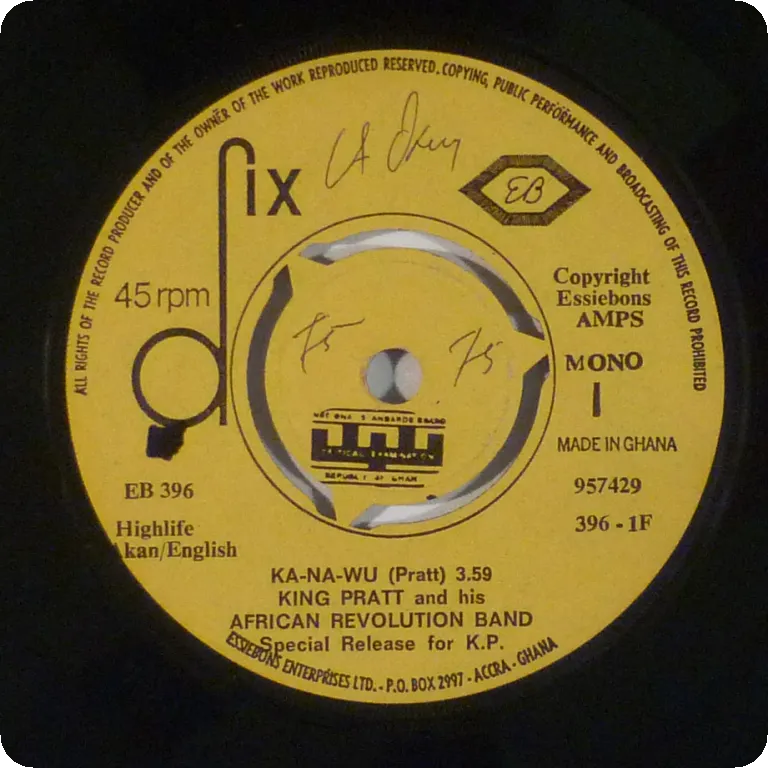 ALL RIGHTS OF THE RECORD PRODUCER AND OF THE OWNER OF THE WORK REPRODUCED RESERVED. COPYING, PUBLIC PERFORMANCE AND BROADCASTING OF THIS RECORD PROHIBITED
dix
EB
45 rpm
Copyright
Essiebons
AMPS
MONO
1
MADE IN GHANA
75 75
EB 396
957429
396 - 1F
Highlife
Akan/English
KA-NA-WU (Pratt) 3.59
KING PRATT and his
AFRICAN REVOLUTION BAND
Special Release for K.P.
ESSIEBONS ENTERPRISES LTD. - P.O. BOX 2997 - ACCRA - GHANA